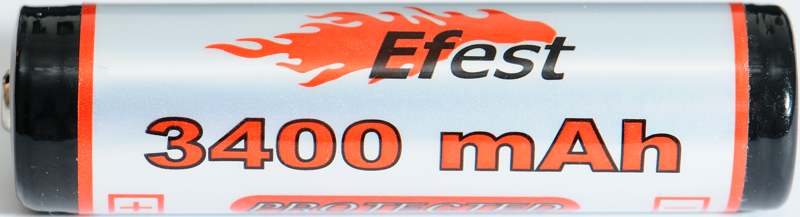 Efest
3400 mAh
+ PROTECTED −